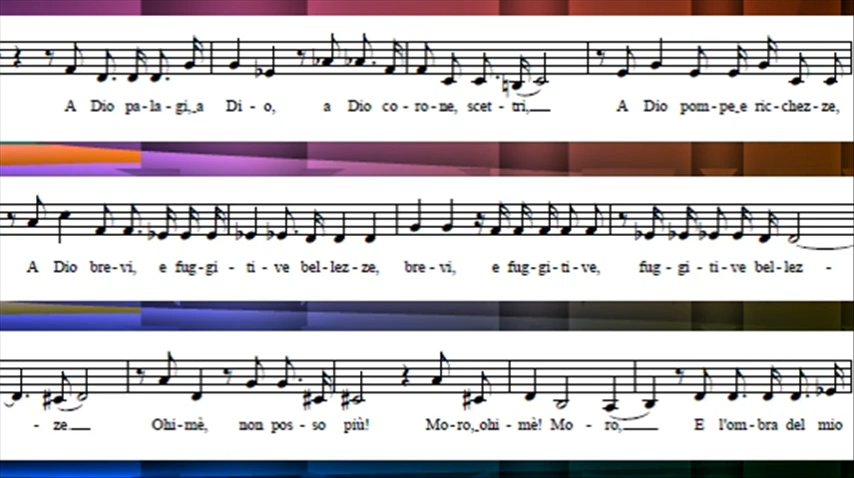 A Dio pa-la-gi, a Di-o, a Dio co-ro-ne, scet-tri, A Dio pom-pe e ric-chez-ze,
A Dio bre-vi, e fug-gi-ti-ve bel-lez-ze, bre-vi, e fug-gi-ti-ve, fug-gi-ti-ve bel-lez-
-ze. Ohi-mè, non pos-so più! Mo-ro, ohi-mè! Mo-ro, E l'om-bra del mio